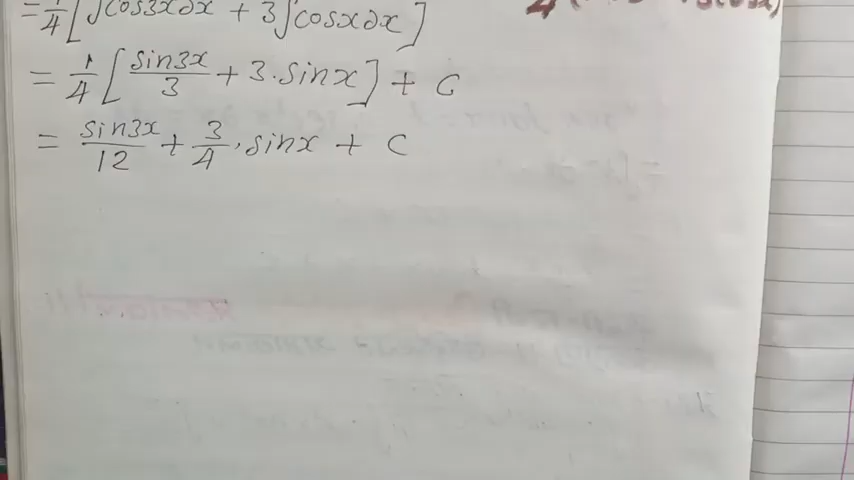 = 1/4 [ ∫cos3x dx + 3∫cosx dx ]
= 1/4 [ sin3x/3 + 3·sinx ] + C
= sin3x/12 + 3/4 · sinx + C